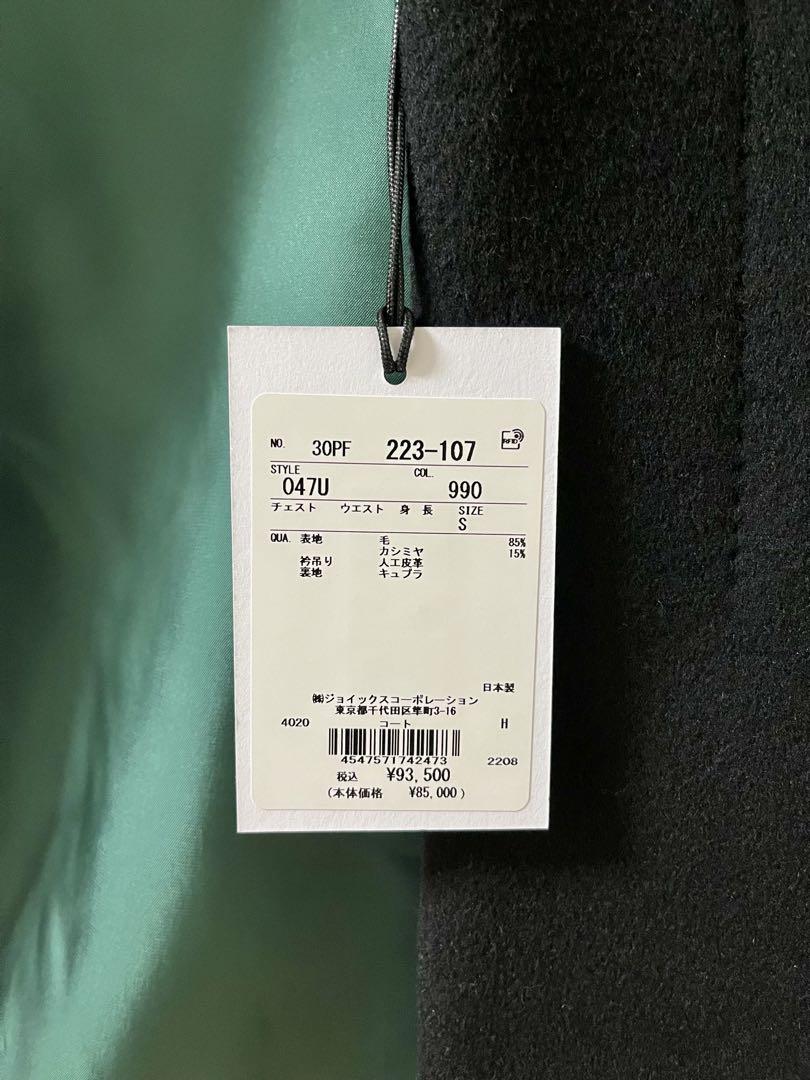 NO. 30PF 223-107 RFID
STYLE COL.
047U 990
チェスト ウエスト 身 長 SIZE
S
QUA. 表地 毛 85%
カシミヤ 15%
衿吊り 人工皮革
裏地 キュプラ
日本製
㈱ジョイックスコーポレーション
東京都千代田区隼町3-16
4020 コート H
4547571742473 2208
税込 ¥93,500
(本体価格 ¥85,000)